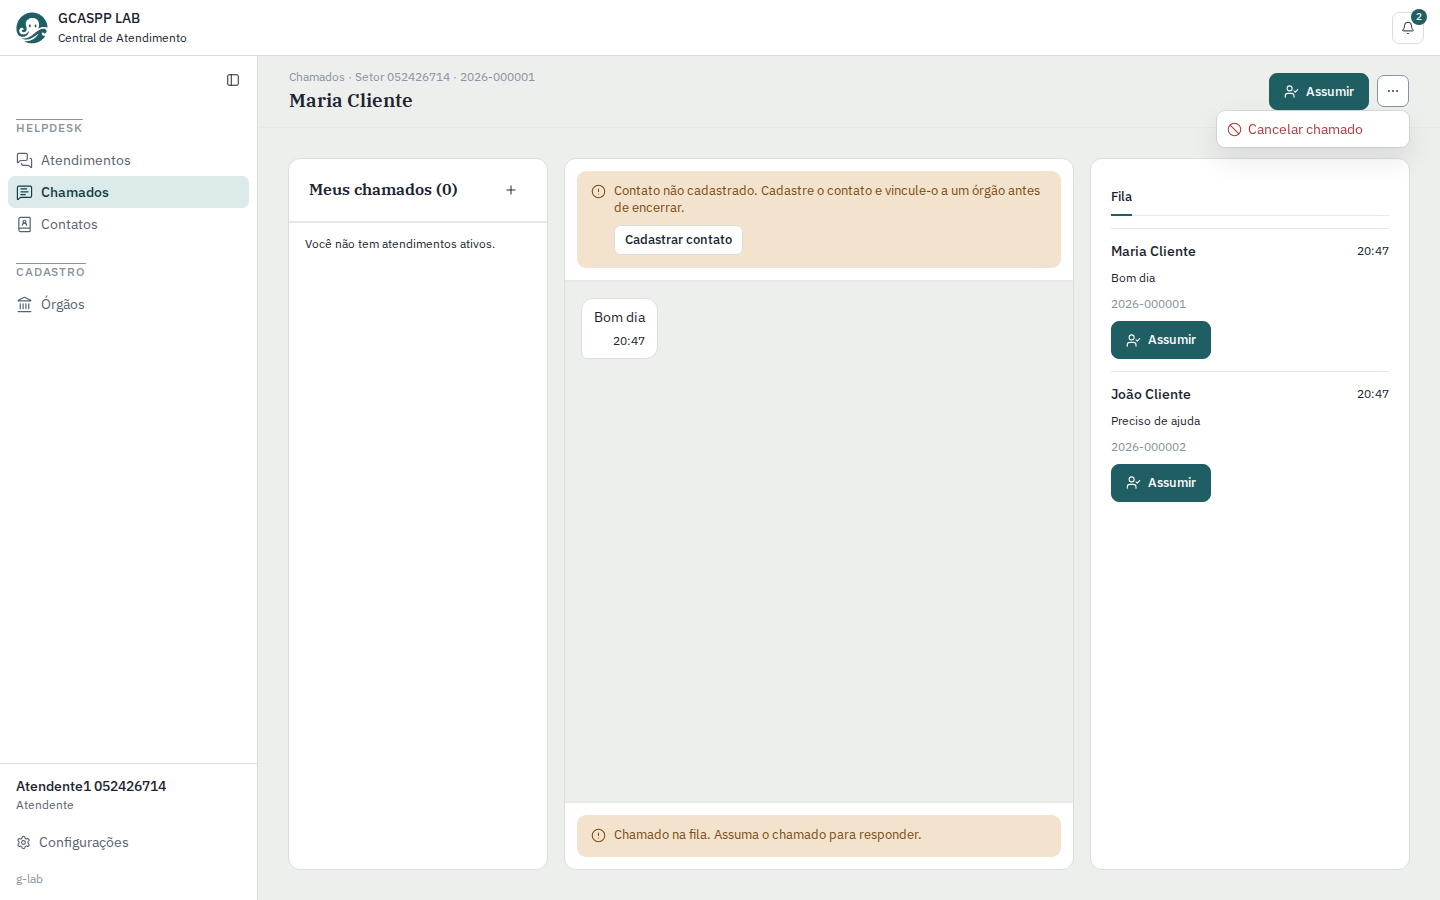 GCASPP LAB
Central de Atendimento
2
HELPDESK
Atendimentos
Chamados
Contatos
CADASTRO
Órgãos
Atendente1 052426714
Atendente
Configurações
g-lab
Chamados · Setor 052426714 · 2026-000001
Maria Cliente
Assumir
Cancelar chamado
Meus chamados (0)
Você não tem atendimentos ativos.
Contato não cadastrado. Cadastre o contato e vincule-o a um órgão antes
de encerrar.
Cadastrar contato
Bom dia
20:47
Chamado na fila. Assuma o chamado para responder.
Fila
Maria Cliente 20:47
Bom dia
2026-000001
Assumir
João Cliente 20:47
Preciso de ajuda
2026-000002
Assumir